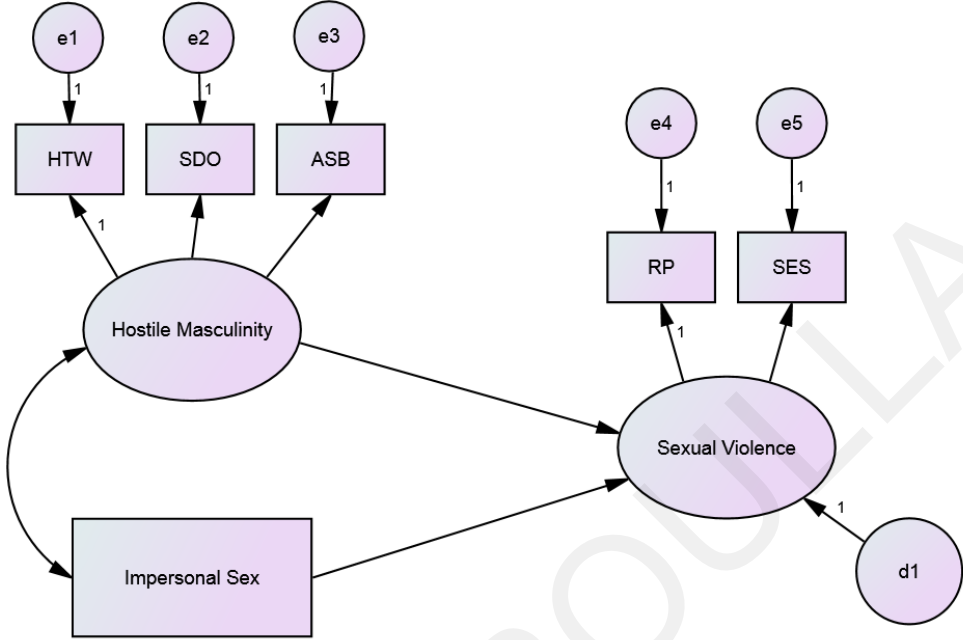 e1
e2
e3
1
1
1
HTW
SDO
ASB
1
e4
e5
1
1
RP
SES
1
Hostile Masculinity
Sexual Violence
1
Impersonal Sex
d1